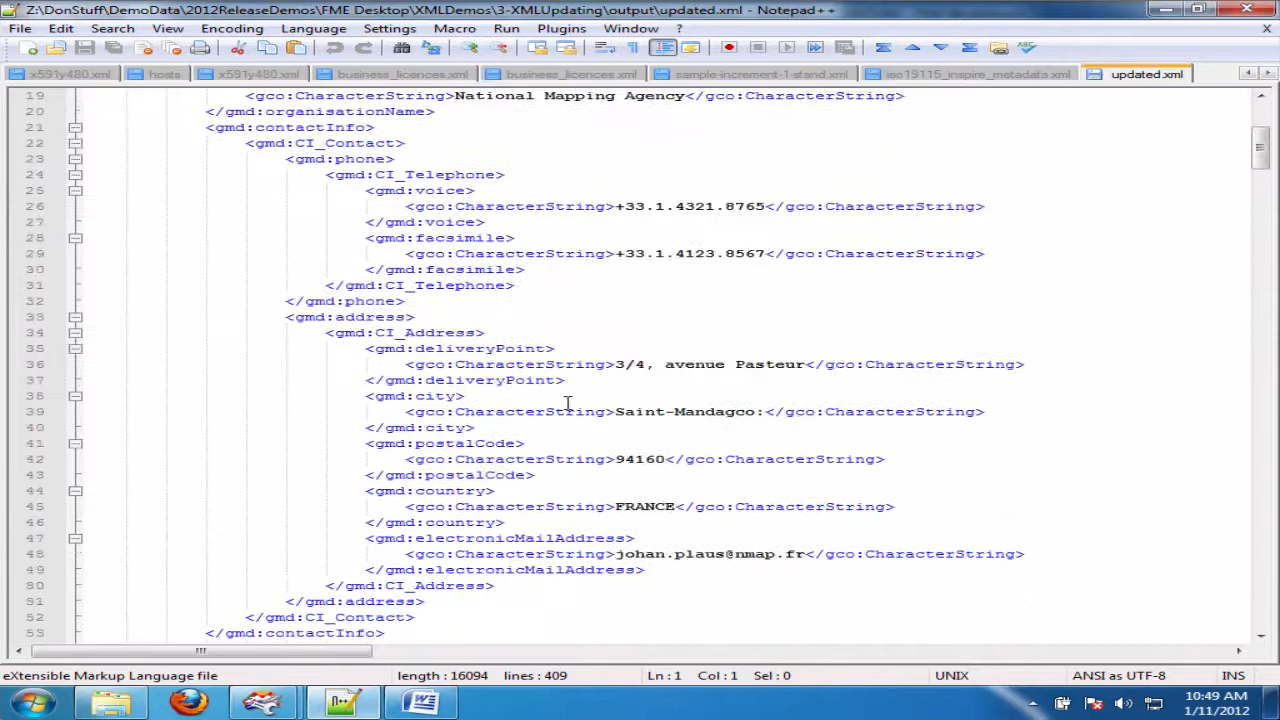 Z:\DonStuff\DemoData\2012ReleaseDemos\FME Desktop\XMLDemos\3-XMLUpdating\output\updated.xml - Notepad++
File Edit Search View Encoding Language Settings Macro Run Plugins Window X
x591y480.xml hosts x591y480.xml business_licences.xml business_licences.xml sample-increment-1-stand.xml iso19115_inspire_metadata.xml updated.xml
19 <gco:CharacterString>National Mapping Agency</gco:CharacterString>
20 </gmd:organisationName>
21 <gmd:contactInfo>
22 <gmd:CI_Contact>
23 <gmd:phone>
24 <gmd:CI_Telephone>
25 <gmd:voice>
26 <gco:CharacterString>+33.1.4321.8765</gco:CharacterString>
27 </gmd:voice>
28 <gmd:facsimile>
29 <gco:CharacterString>+33.1.4123.8567</gco:CharacterString>
30 </gmd:facsimile>
31 </gmd:CI_Telephone>
32 </gmd:phone>
33 <gmd:address>
34 <gmd:CI_Address>
35 <gmd:deliveryPoint>
36 <gco:CharacterString>3/4, avenue Pasteur</gco:CharacterString>
37 </gmd:deliveryPoint>
38 <gmd:city>
39 <gco:CharacterString>Saint-Mandagco:</gco:CharacterString>
40 </gmd:city>
41 <gmd:postalCode>
42 <gco:CharacterString>94160</gco:CharacterString>
43 </gmd:postalCode>
44 <gmd:country>
45 <gco:CharacterString>FRANCE</gco:CharacterString>
46 </gmd:country>
47 <gmd:electronicMailAddress>
48 <gco:CharacterString>johan.plaus@nmap.fr</gco:CharacterString>
49 </gmd:electronicMailAddress>
50 </gmd:CI_Address>
51 </gmd:address>
52 </gmd:CI_Contact>
53 </gmd:contactInfo>
eXtensible Markup Language file length : 16094 lines : 409 Ln : 1 Col : 1 Sel : 0 UNIX ANSI as UTF-8 INS
10:49 AM
1/11/2012